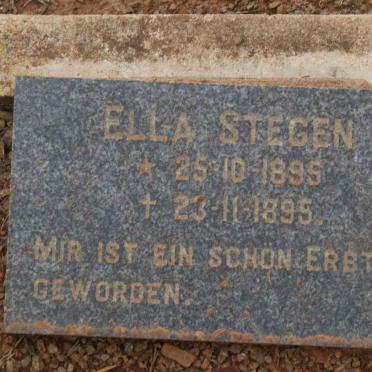 ELLA STEGEN
* 25-10-1895
† 23-11-1895.
MIR IST EIN SCHÖN ERBT
GEWORDEN.